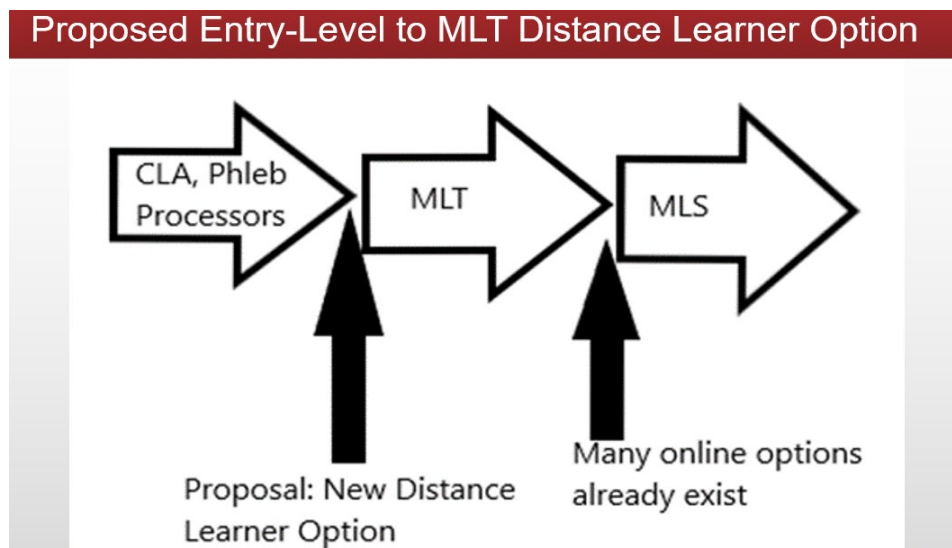 Proposed Entry-Level to MLT Distance Learner Option
CLA, Phleb
Processors
MLT
MLS
Proposal: New Distance
Learner Option
Many online options
already exist